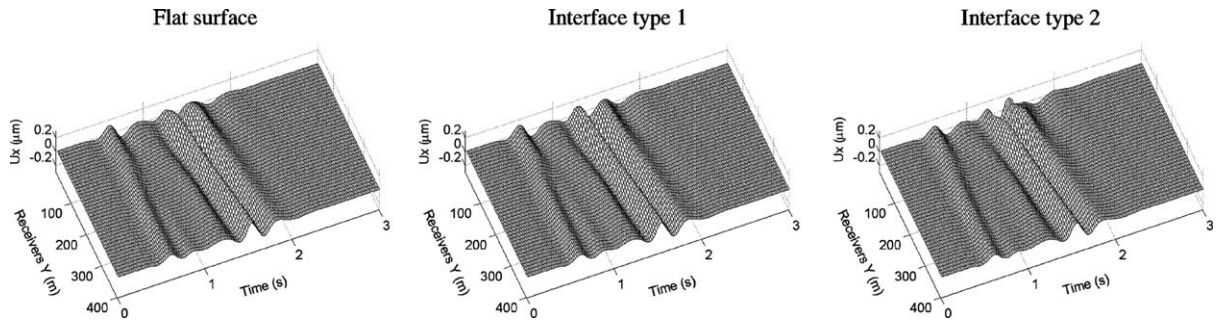 Flat surface
Interface type 1
Interface type 2
Ux (μm)
0.2
0
-0.2
Receivers Y (m)
100
200
300
400
0
1
2
3
Time (s)
Ux (μm)
0.2
0
-0.2
Receivers Y (m)
100
200
300
400
0
1
2
3
Time (s)
Ux (μm)
0.2
0
-0.2
Receivers Y (m)
100
200
300
400
0
1
2
3
Time (s)